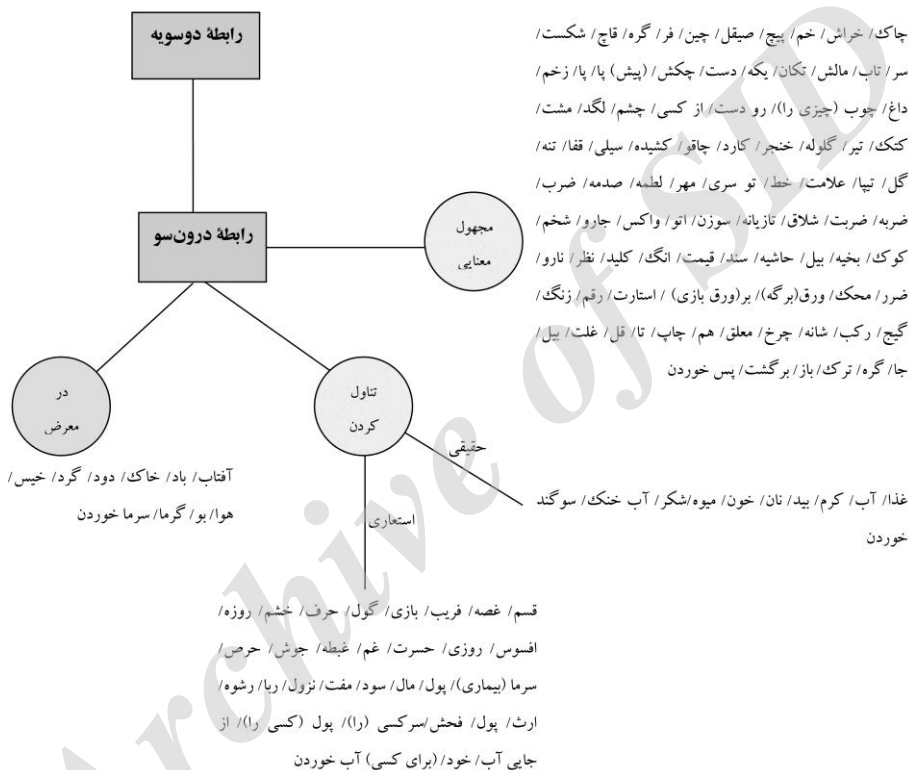 رابطۀ دوسویه
چاک/ خراش/ خم/ پیچ/ صیقل/ چین/ فر/ گره/ قاچ/ شکست/
سر/ تاب/ مالش/ تکان/ یکه/ دست/ چکش/ (پیش) پا/ پا/ زخم/
داغ/ چوب (چیزی را)/ رو دست/ از کسی/ چشم/ لگد/ مشت/
کتک/ تیر/ گلوله/ خنجر/ کارد/ چاقو/ کشیده/ سیلی/ قفا/ تنه/
گل/ تیپا/ علامت/ خط/ تو سری/ مهر/ لطمه/ صدمه/ ضرب/
ضربه/ ضربت/ شلاق/ تازیانه/ سوزن/ اتو/ واکس/ جارو/ شخم/
کوک/ بخیه/ بیل/ حاشیه/ سند/ قیمت/ انگ/ کلید/ نظر/ نارو/
ضرر/ محک/ ورق(برگه)/ بر(ورق بازی) / استارت/ رقم/ زنگ/
گیج/ رکب/ شانه/ چرخ/ معلق/ هم/ چاپ/ تا/ قل/ غلت/ بیل/
جا/ گره/ ترک/ باز/ برگشت/ پس خوردن
رابطۀ درون‌سو
مجهول
معنایی
در
معرض
تناول
کردن
آفتاب/ باد/ خاک/ دود/ گرد/ خیس/
هوا/ بو/ گرما/ سرما خوردن
حقیقی
غذا/ آب/ کرم/ بید/ نان/ خون/ میوه/شکر/ آب خنک/ سوگند
خوردن
استعاری
قسم/ غصه/ فریب/ بازی/ گول/ حرف/ خشم/ روزه/
افسوس/ روزی/ حسرت/ غم/ غبطه/ جوش/ حرص/
سرما (بیماری)/ پول/ مال/ سود/ مفت/ نزول/ ربا/ رشوه/
ارث/ پول/ فحش/سرکسی (را)/ پول (کسی را)/ از
جایی آب/ خود/ (برای کسی) آب خوردن
Archive of SID